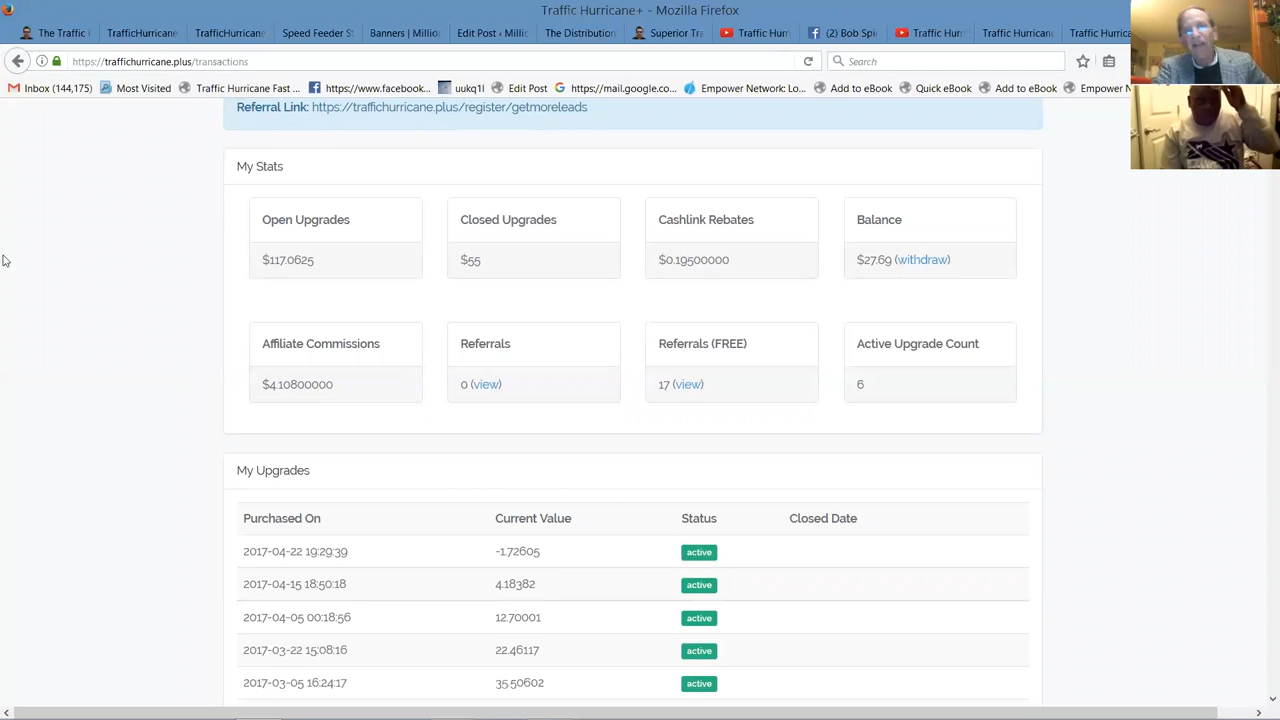 Traffic Hurricane+ - Mozilla Firefox
The Traffic I TrafficHurricane TrafficHurricane Speed Feeder S Banners | Million Edit Post ‹ Milli The Distribution Superior Tra Traffic Hurr (2) Bob Spin Traffic Hurr TrafficHurricane TrafficHurr
https://traffichurricane.plus/transactions Search
Inbox (144,175) Most Visited Traffic Hurricane Fast ... https://www.facebook... uukq1l Edit Post https://mail.google.co... Empower Network: Lo... Add to eBook Quick eBook Add to eBook Empower N
Referral Link: https://traffichurricane.plus/register/getmoreleads
My Stats
Open Upgrades Closed Upgrades Cashlink Rebates Balance
$117.0625 $55 $0.19500000 $27.69 (withdraw)
Affiliate Commissions Referrals Referrals (FREE) Active Upgrade Count
$4.10800000 0 (view) 17 (view) 6
My Upgrades
Purchased On Current Value Status Closed Date
2017-04-22 19:29:39 -1.72605 active
2017-04-15 18:50:18 4.18382 active
2017-04-05 00:18:56 12.70001 active
2017-03-22 15:08:16 22.46117 active
2017-03-05 16:24:17 35.50602 active